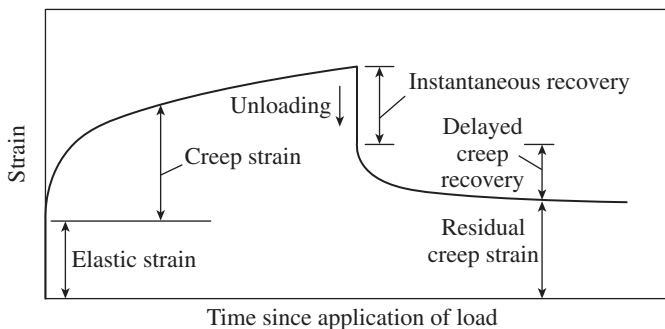 Strain
Instantaneous recovery
Unloading
Delayed
creep
recovery
Creep strain
Residual
creep strain
Elastic strain
Time since application of load